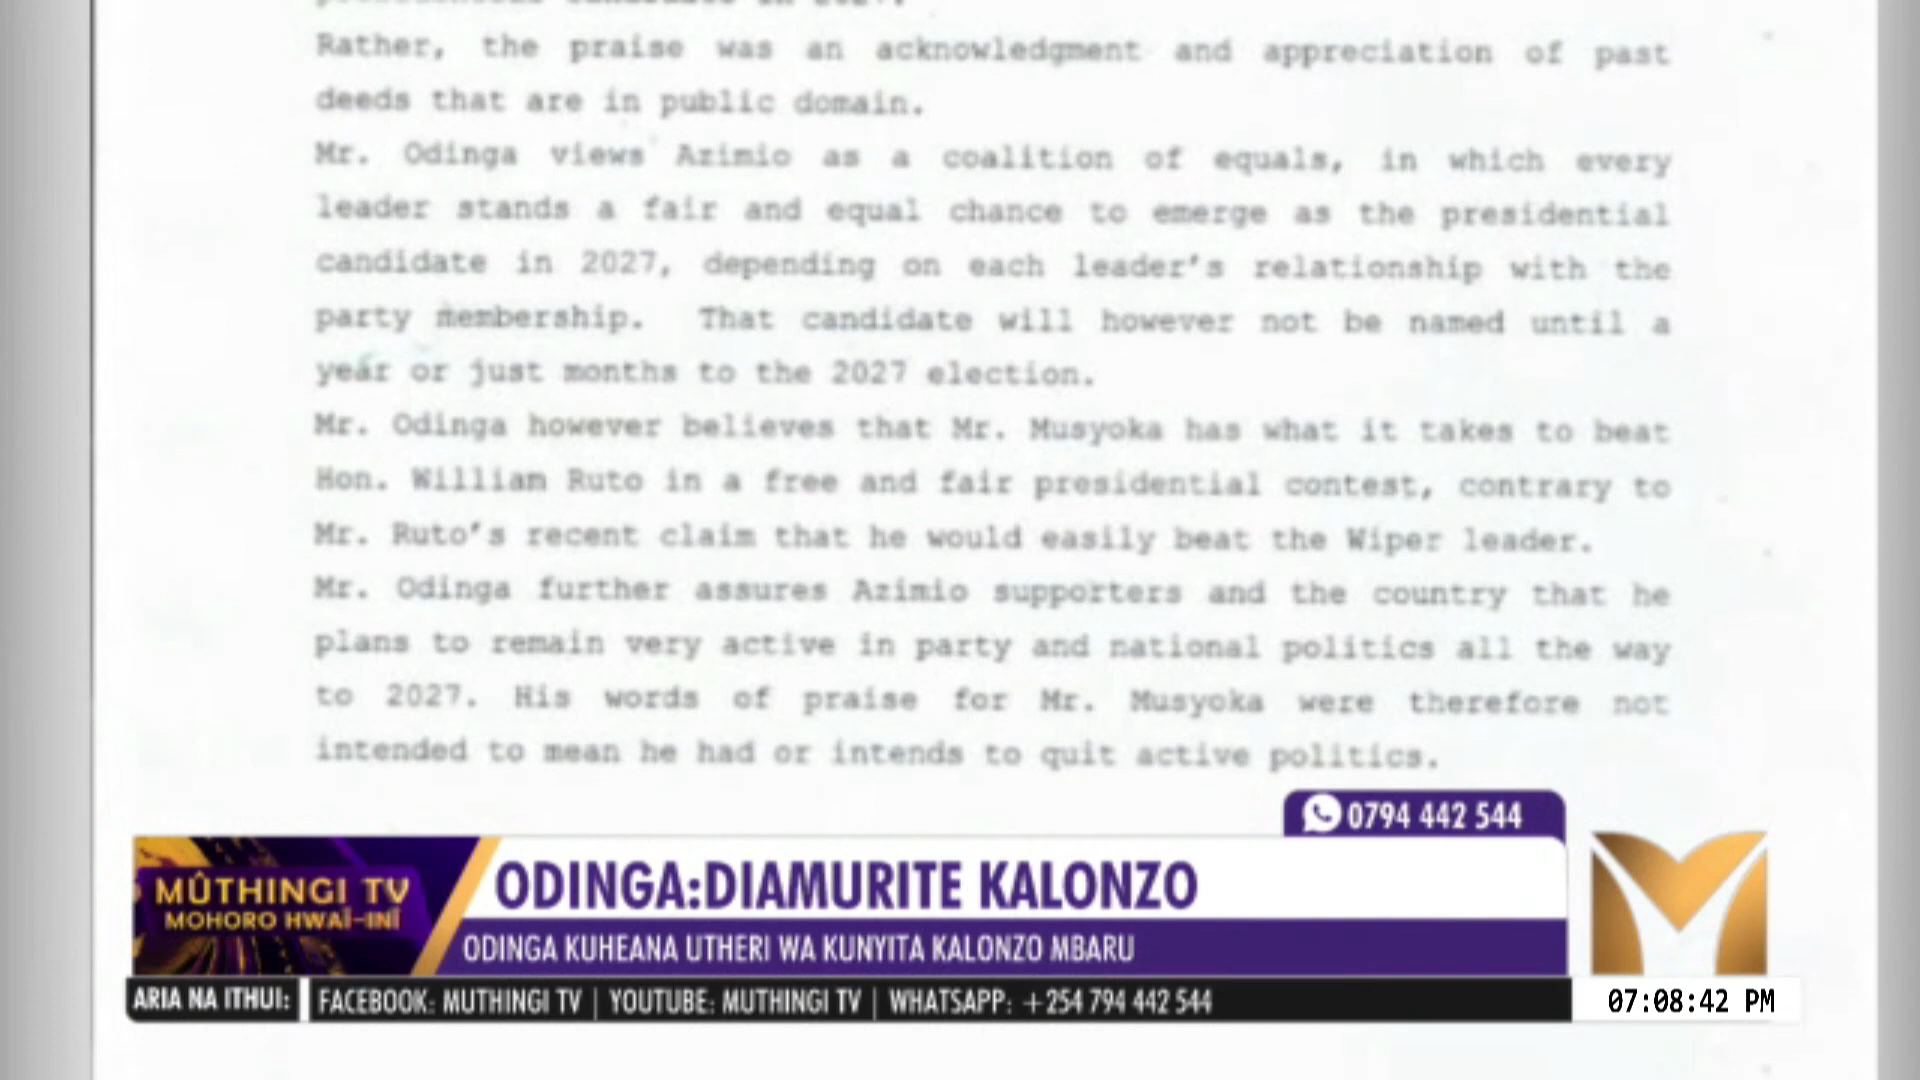 presidential candidate in 2027.
Rather, the praise was an acknowledgment and appreciation of past
deeds that are in public domain.
Mr. Odinga views Azimio as a coalition of equals, in which every
leader stands a fair and equal chance to emerge as the presidential
candidate in 2027, depending on each leader's relationship with the
party membership. That candidate will however not be named until a
year or just months to the 2027 election.
Mr. Odinga however believes that Mr. Musyoka has what it takes to beat
Hon. William Ruto in a free and fair presidential contest, contrary to
Mr. Ruto's recent claim that he would easily beat the Wiper leader.
Mr. Odinga further assures Azimio supporters and the country that he
plans to remain very active in party and national politics all the way
to 2027. His words of praise for Mr. Musyoka were therefore not
intended to mean he had or intends to quit active politics.
0794 442 544
MŨTHINGI TV
MOHORO HWAĨ-INĨ
ODINGA:DIAMURITE KALONZO
ODINGA KUHEANA UTHERI WA KUNYITA KALONZO MBARU
ARIA NA ITHUI: FACEBOOK: MUTHINGI TV | YOUTUBE: MUTHINGI TV | WHATSAPP: +254 794 442 544
07:08:42 PM